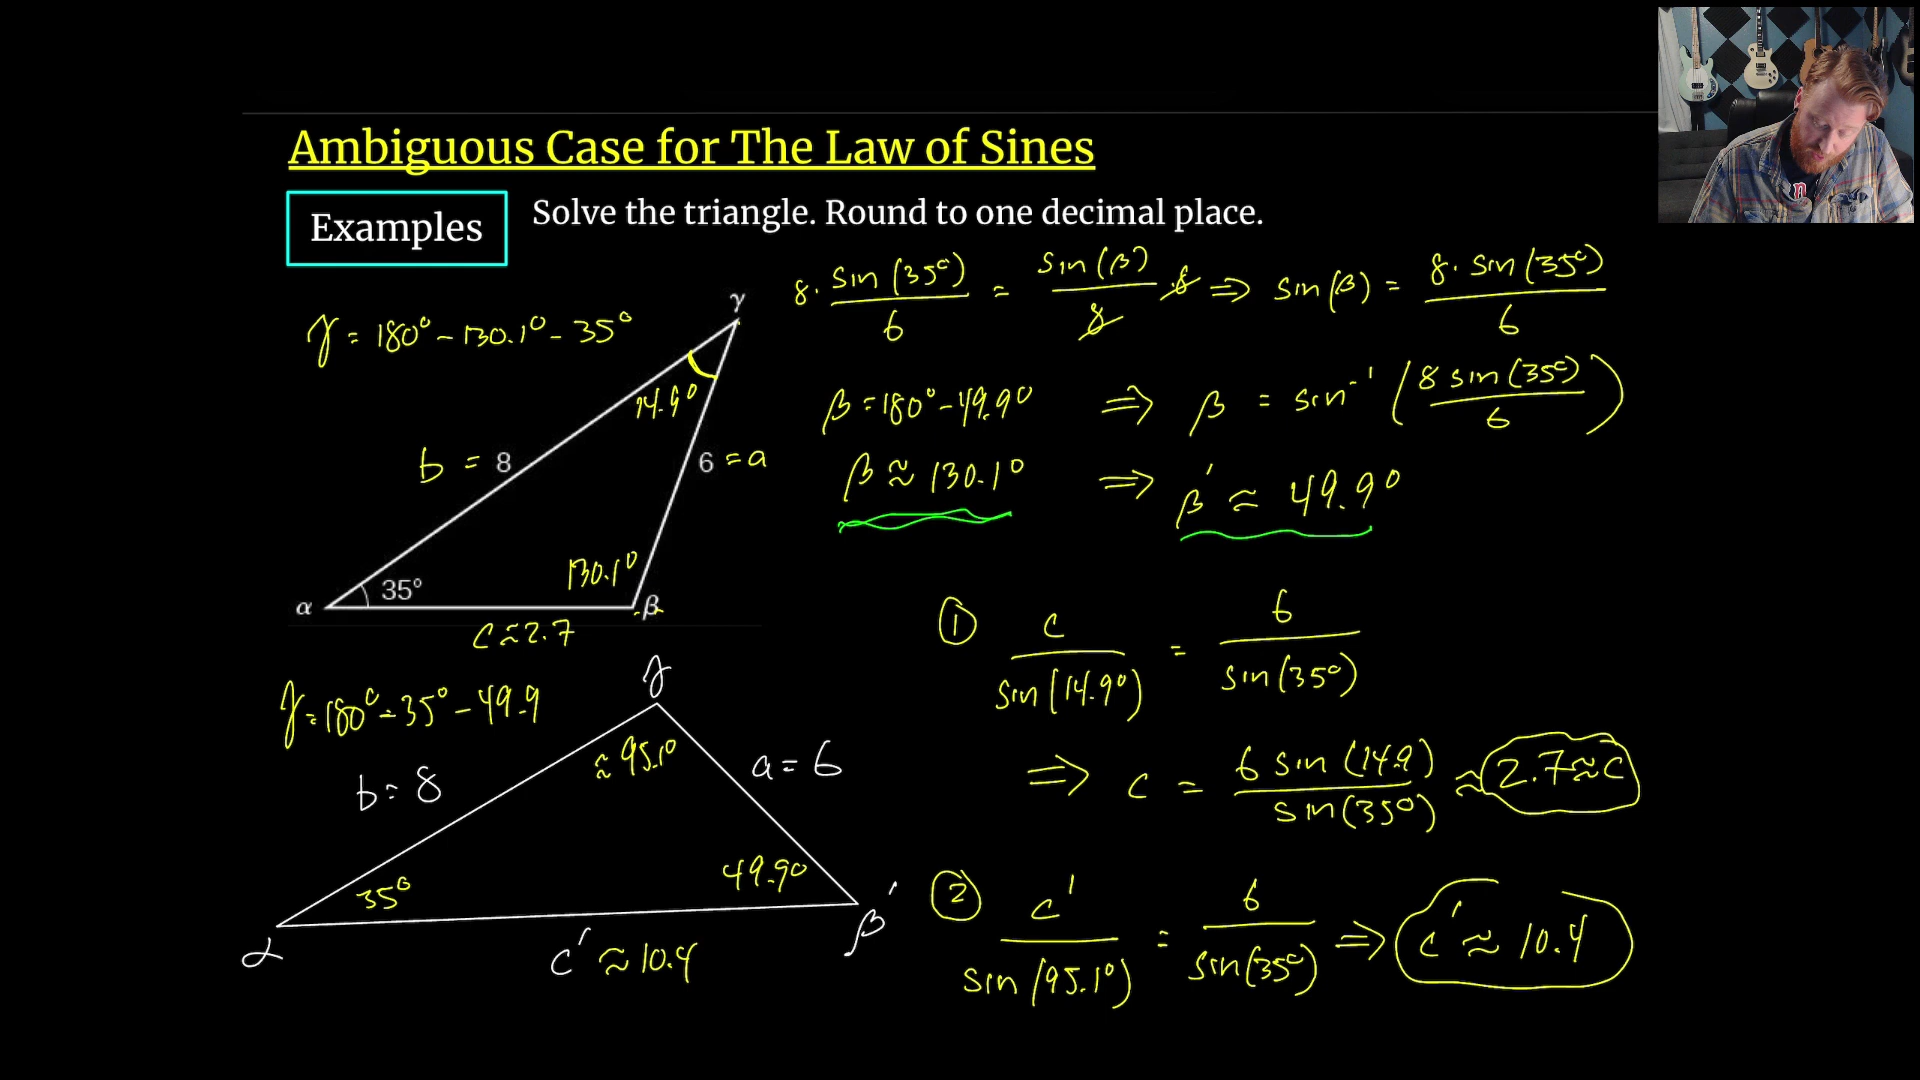 Ambiguous Case for The Law of Sines
Examples
Solve the triangle. Round to one decimal place.
8 · sin(35°)/6 = sin(β)/8 · 8 ⇒ sin(β) = 8 · sin(35°)/6
γ = 180° - 130.1° - 35°
γ
14.9°
β = 180° - 49.9° ⇒ β = sin⁻¹(8 sin(35°)/6)
b = 8
6 = a
β ≈ 130.1° ⇒ β' ≈ 49.9°
130.1°
α
35°
β
c ≈ 2.7
① c/sin(14.9°) = 6/sin(35°)
γ
γ = 180° - 35° - 49.9
≈ 95.1°
a = 6
b = 8
⇒ c = 6 sin(14.9)/sin(35°) ≈ 2.7 ≈ c
35°
49.9°
② c'/sin(95.1°) = 6/sin(35°) ⇒ c' ≈ 10.4
α
β'
c' ≈ 10.4